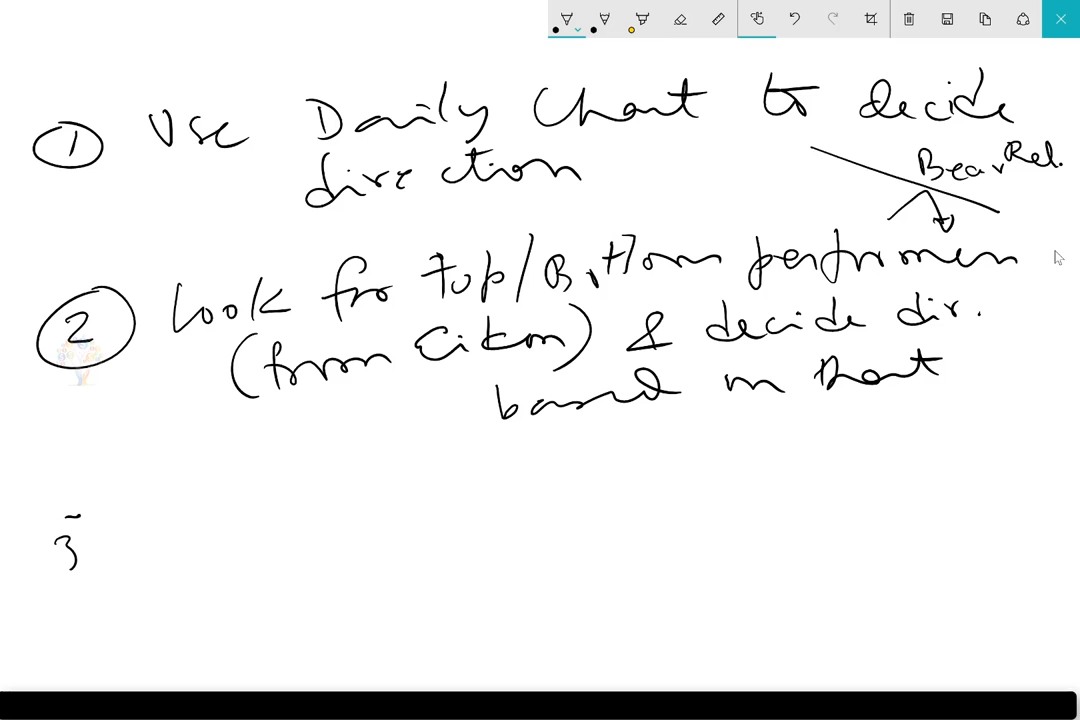 1 Use Daily Chart to decide
direction
Bear Rel.
2 Look for top/Bottom performers
(from Eikon) & decide dir.
based on that
3